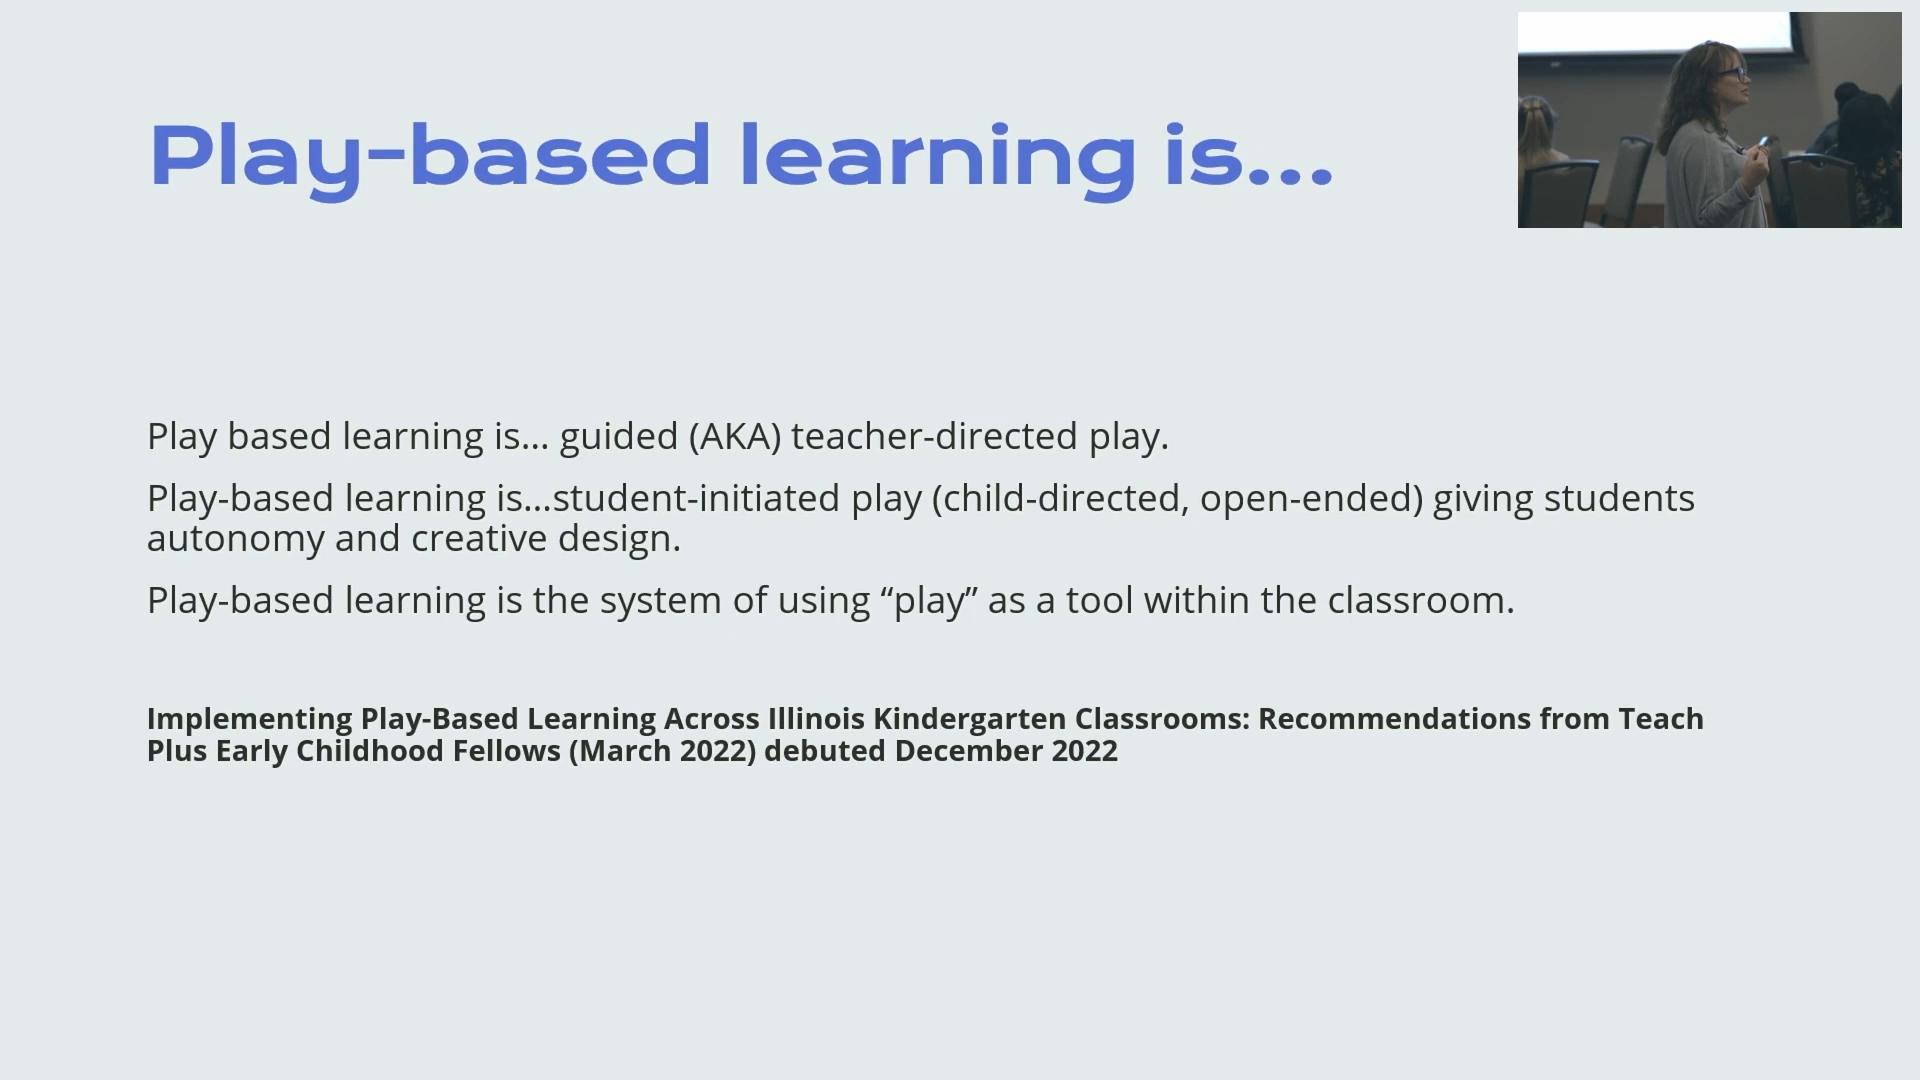 Play-based learning is...
Play based learning is... guided (AKA) teacher-directed play.
Play-based learning is...student-initiated play (child-directed, open-ended) giving students
autonomy and creative design.
Play-based learning is the system of using “play” as a tool within the classroom.
Implementing Play-Based Learning Across Illinois Kindergarten Classrooms: Recommendations from Teach
Plus Early Childhood Fellows (March 2022) debuted December 2022